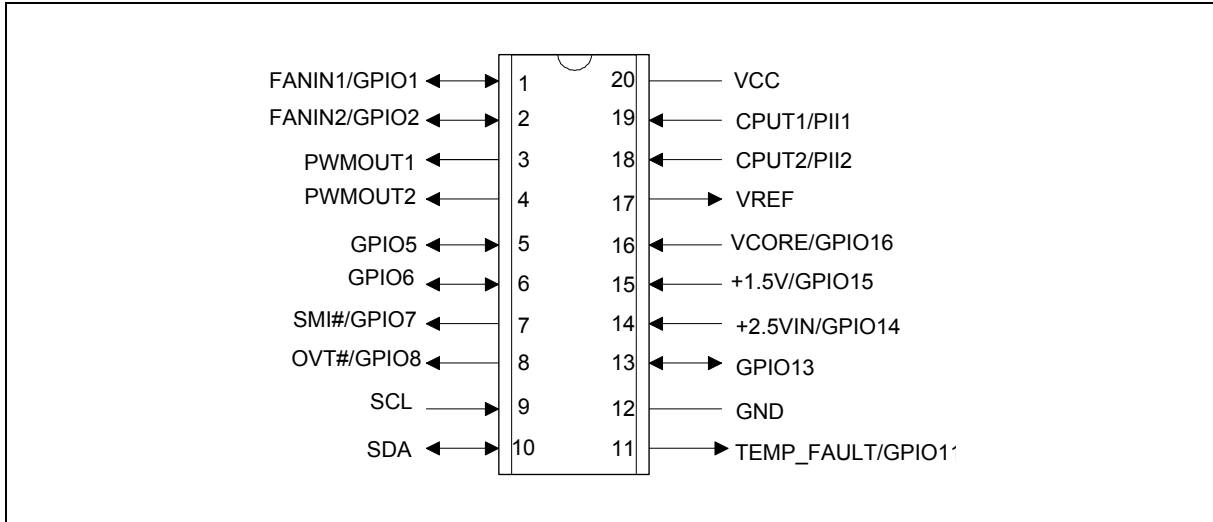 FANIN1/GPIO1 1 20 VCC
FANIN2/GPIO2 2 19 CPUT1/PII1
PWMOUT1 3 18 CPUT2/PII2
PWMOUT2 4 17 VREF
GPIO5 5 16 VCORE/GPIO16
GPIO6 6 15 +1.5V/GPIO15
SMI#/GPIO7 7 14 +2.5VIN/GPIO14
OVT#/GPIO8 8 13 GPIO13
SCL 9 12 GND
SDA 10 11 TEMP_FAULT/GPIO11